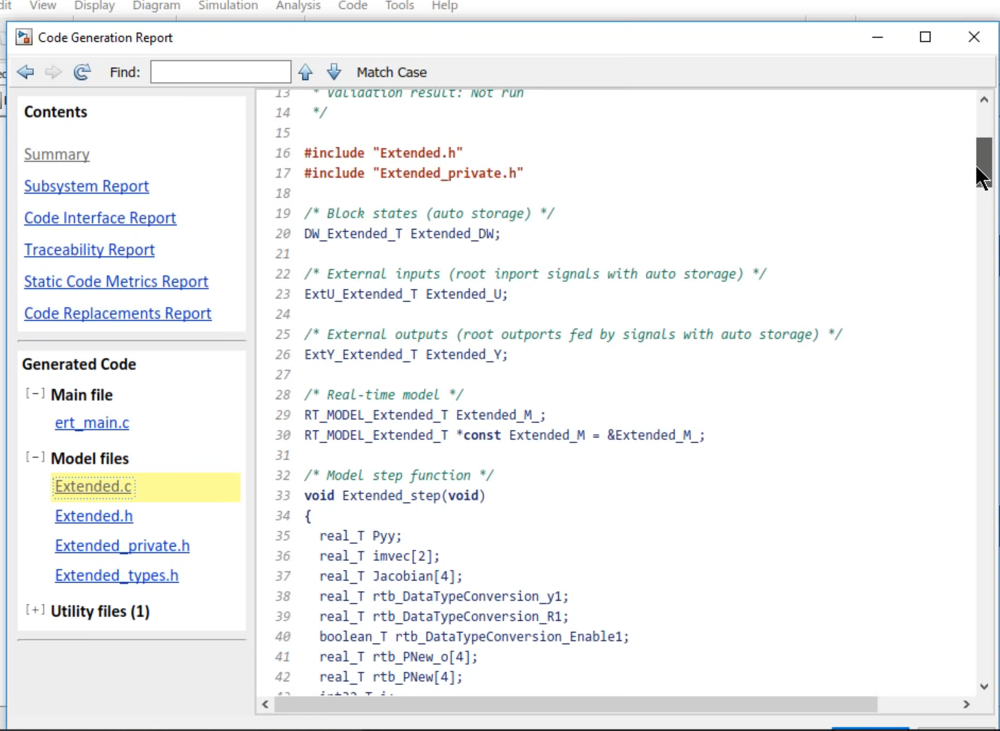 View Display Diagram Simulation Analysis Code Tools Help
Code Generation Report
Find: Match Case
Contents
Summary
Subsystem Report
Code Interface Report
Traceability Report
Static Code Metrics Report
Code Replacements Report
Generated Code
[-] Main file
ert_main.c
[-] Model files
Extended.c
Extended.h
Extended_private.h
Extended_types.h
[+] Utility files (1)
13 * Validation result: Not run
14 */
15
16 #include "Extended.h"
17 #include "Extended_private.h"
18
19 /* Block states (auto storage) */
20 DW_Extended_T Extended_DW;
21
22 /* External inputs (root inport signals with auto storage) */
23 ExtU_Extended_T Extended_U;
24
25 /* External outputs (root outports fed by signals with auto storage) */
26 ExtY_Extended_T Extended_Y;
27
28 /* Real-time model */
29 RT_MODEL_Extended_T Extended_M_;
30 RT_MODEL_Extended_T *const Extended_M = &Extended_M_;
31
32 /* Model step function */
33 void Extended_step(void)
34 {
35 real_T Pyy;
36 real_T imvec[2];
37 real_T Jacobian[4];
38 real_T rtb_DataTypeConversion_y1;
39 real_T rtb_DataTypeConversion_R1;
40 boolean_T rtb_DataTypeConversion_Enable1;
41 real_T rtb_PNew_o[4];
42 real_T rtb_PNew[4];